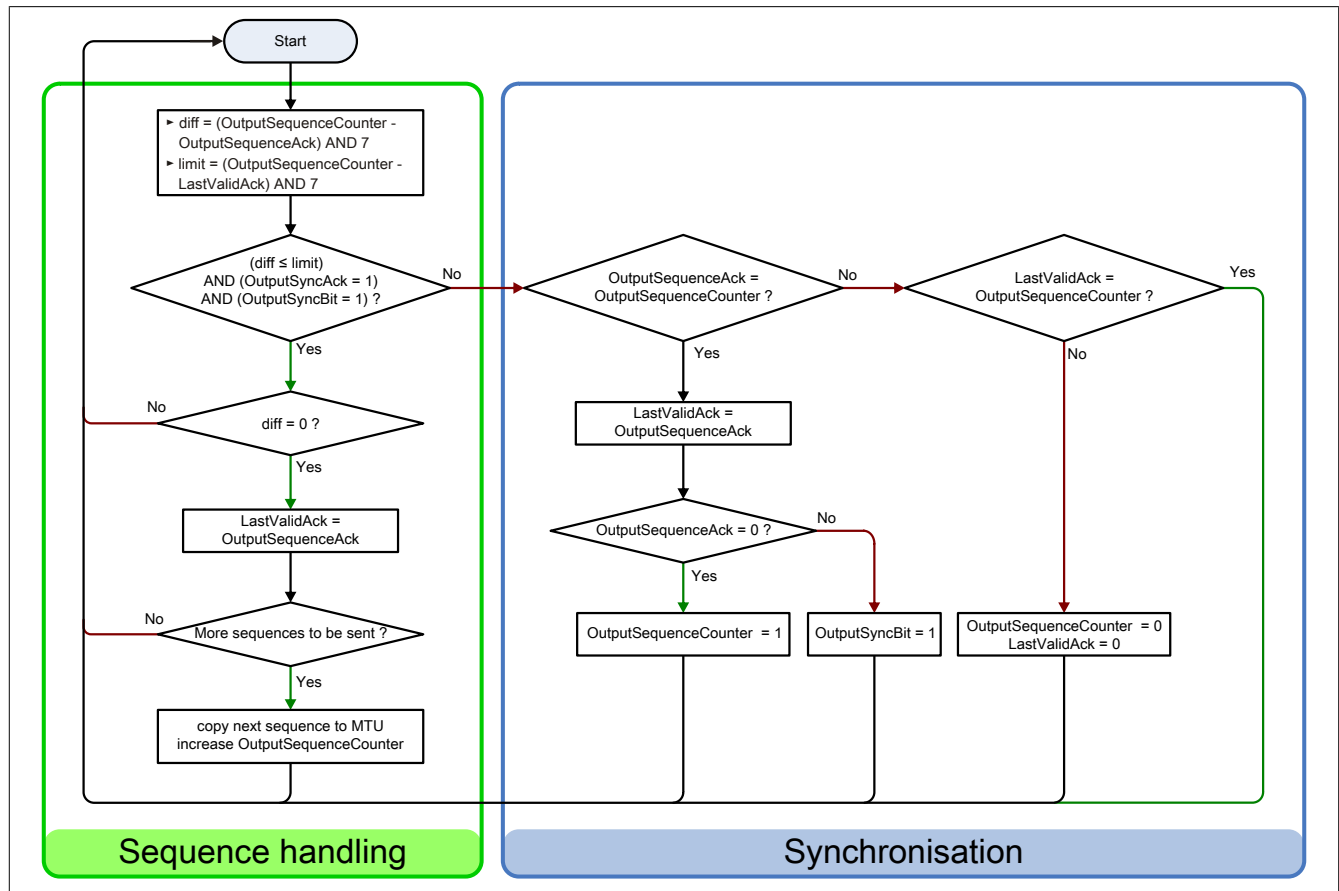 Start
► diff = (OutputSequenceCounter -
OutputSequenceAck) AND 7
► limit = (OutputSequenceCounter -
LastValidAck) AND 7
(diff ≤ limit)
AND (OutputSyncAck = 1)
AND (OutputSyncBit = 1) ?
No
Yes
diff = 0 ?
No
Yes
LastValidAck =
OutputSequenceAck
More sequences to be sent ?
No
Yes
copy next sequence to MTU
increase OutputSequenceCounter
Sequence handling
OutputSequenceAck =
OutputSequenceCounter ?
No
Yes
LastValidAck =
OutputSequenceAck
OutputSequenceAck = 0 ?
No
Yes
OutputSequenceCounter = 1
OutputSyncBit = 1
LastValidAck =
OutputSequenceCounter ?
Yes
No
OutputSequenceCounter = 0
LastValidAck = 0
Synchronisation